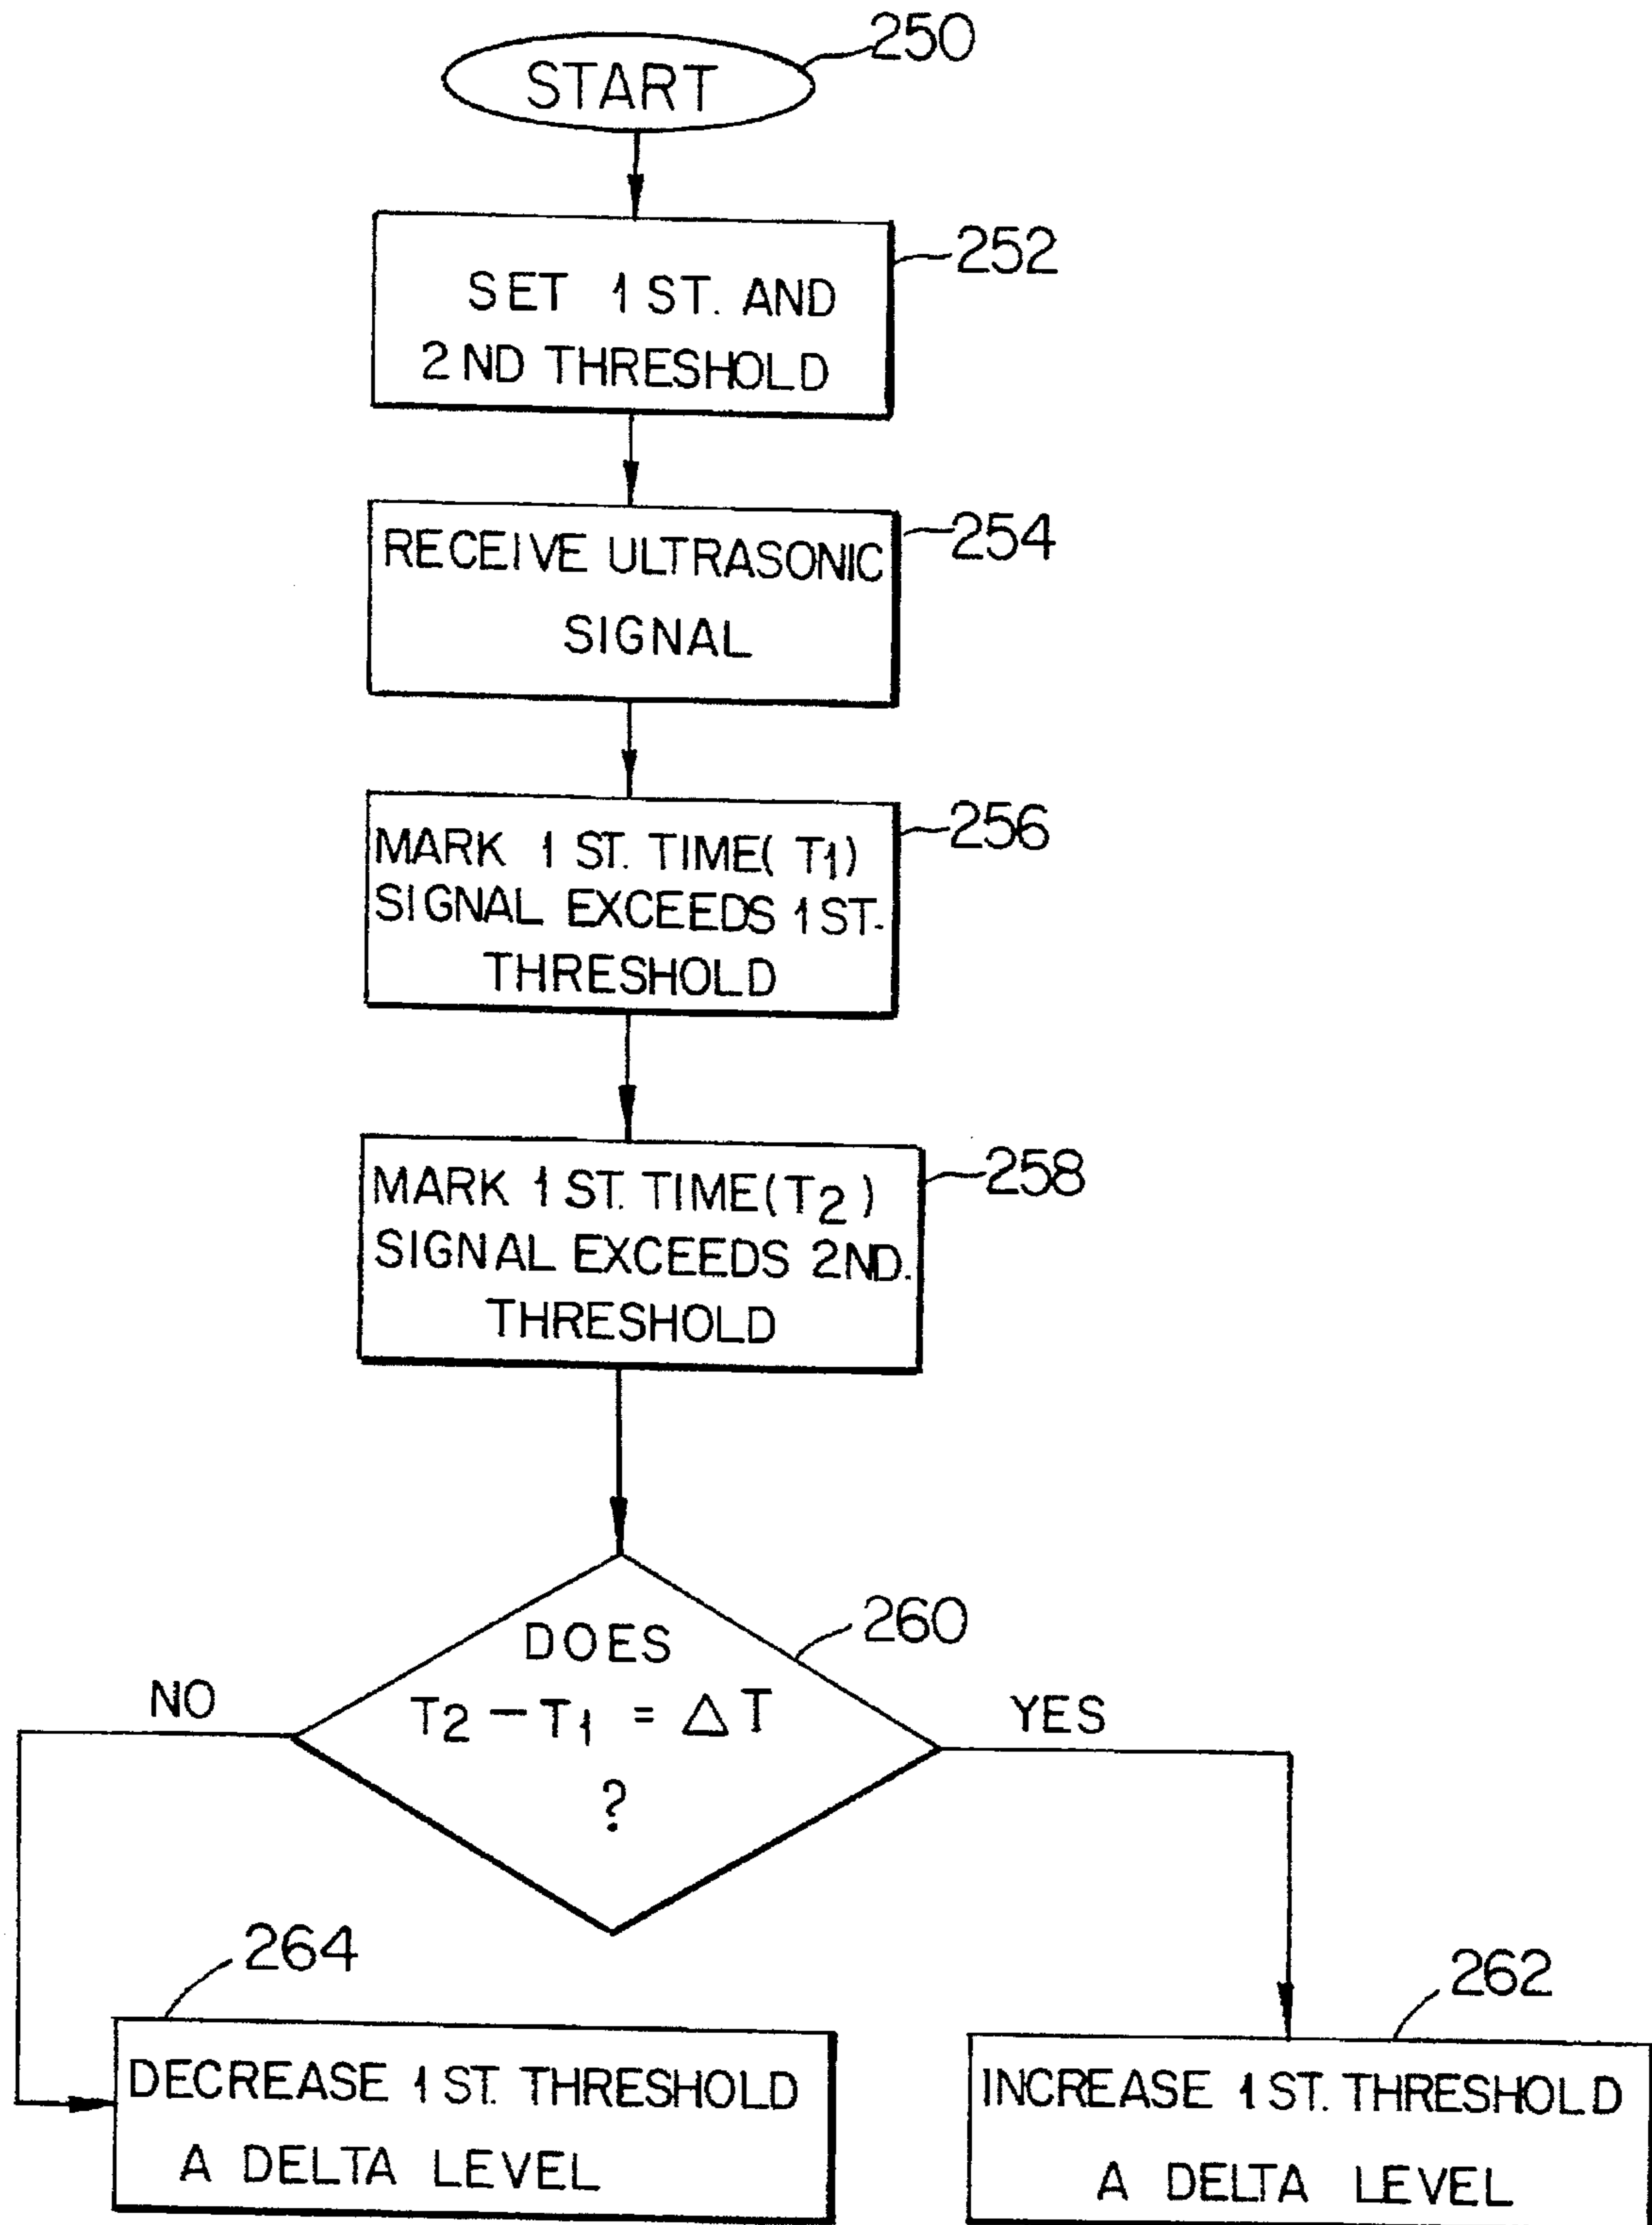 START
250
SET 1 ST. AND
2 ND THRESHOLD
252
RECEIVE ULTRASONIC
SIGNAL
254
MARK 1 ST. TIME( T1)
SIGNAL EXCEEDS 1 ST.
THRESHOLD
256
MARK 1 ST. TIME(T2)
SIGNAL EXCEEDS 2ND.
THRESHOLD
258
DOES
T2 – T1 = Δ T
?
260
NO
YES
264
DECREASE 1 ST. THRESHOLD
A DELTA LEVEL
262
INCREASE 1 ST. THRESHOLD
A DELTA LEVEL